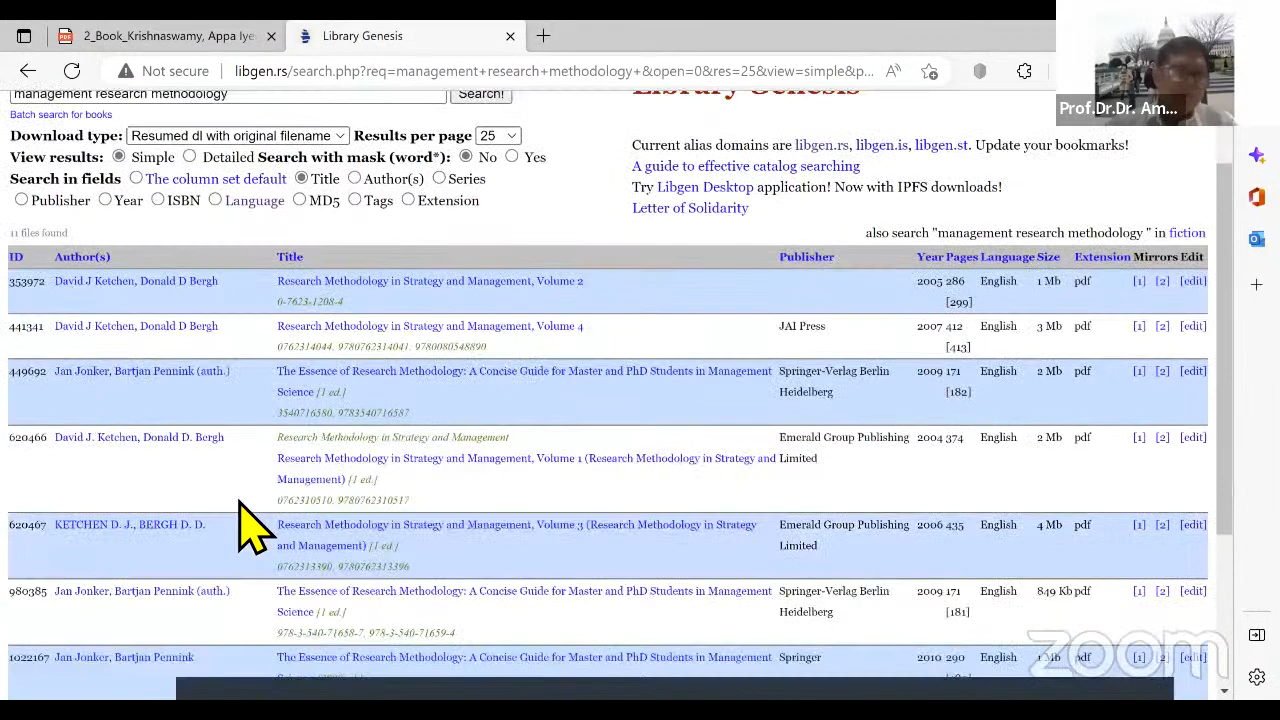 2_Book_Krishnaswamy, Appa Iye
Library Genesis
Not secure
libgen.rs/search.php?req=management+research+methodology+&open=0&res=25&view=simple&p...
Prof.Dr.Dr. Am...
management research methodology
Search!
Library Genesis
Batch search for books
Download type: Resumed dl with original filename Results per page 25
View results: Simple Detailed Search with mask (word*): No Yes
Search in fields The column set default Title Author(s) Series
Publisher Year ISBN Language MD5 Tags Extension
Current alias domains are libgen.rs, libgen.is, libgen.st. Update your bookmarks!
A guide to effective catalog searching
Try Libgen Desktop application! Now with IPFS downloads!
Letter of Solidarity
11 files found
also search "management research methodology " in fiction
ID Author(s) Title Publisher Year Pages Language Size Extension Mirrors Edit
353972 David J Ketchen, Donald D Bergh Research Methodology in Strategy and Management, Volume 2 2005 286 English 1 Mb pdf [1] [2] [edit]
0-7623-1208-4 [299]
441341 David J Ketchen, Donald D Bergh Research Methodology in Strategy and Management, Volume 4 JAI Press 2007 412 English 3 Mb pdf [1] [2] [edit]
0762314044, 9780762314041, 9780080548890 [413]
449692 Jan Jonker, Bartjan Pennink (auth.) The Essence of Research Methodology: A Concise Guide for Master and PhD Students in Management Springer-Verlag Berlin 2009 171 English 2 Mb pdf [1] [2] [edit]
Science [1 ed.] Heidelberg [182]
3540716580, 9783540716587
620466 David J. Ketchen, Donald D. Bergh Research Methodology in Strategy and Management Emerald Group Publishing 2004 374 English 2 Mb pdf [1] [2] [edit]
Research Methodology in Strategy and Management, Volume 1 (Research Methodology in Strategy and Limited
Management) [1 ed.]
0762310510, 9780762310517
620467 KETCHEN D. J., BERGH D. D. Research Methodology in Strategy and Management, Volume 3 (Research Methodology in Strategy Emerald Group Publishing 2006 435 English 4 Mb pdf [1] [2] [edit]
and Management) [1 ed.] Limited
0762313390, 9780762313396
980385 Jan Jonker, Bartjan Pennink (auth.) The Essence of Research Methodology: A Concise Guide for Master and PhD Students in Management Springer-Verlag Berlin 2009 171 English 849 Kb pdf [1] [2] [edit]
Science [1 ed.] Heidelberg [181]
978-3-540-71658-7, 978-3-540-71659-4
1022167 Jan Jonker, Bartjan Pennink The Essence of Research Methodology: A Concise Guide for Master and PhD Students in Management Springer 2010 290 English 1 Mb pdf [1] [2] [edit]
zoom